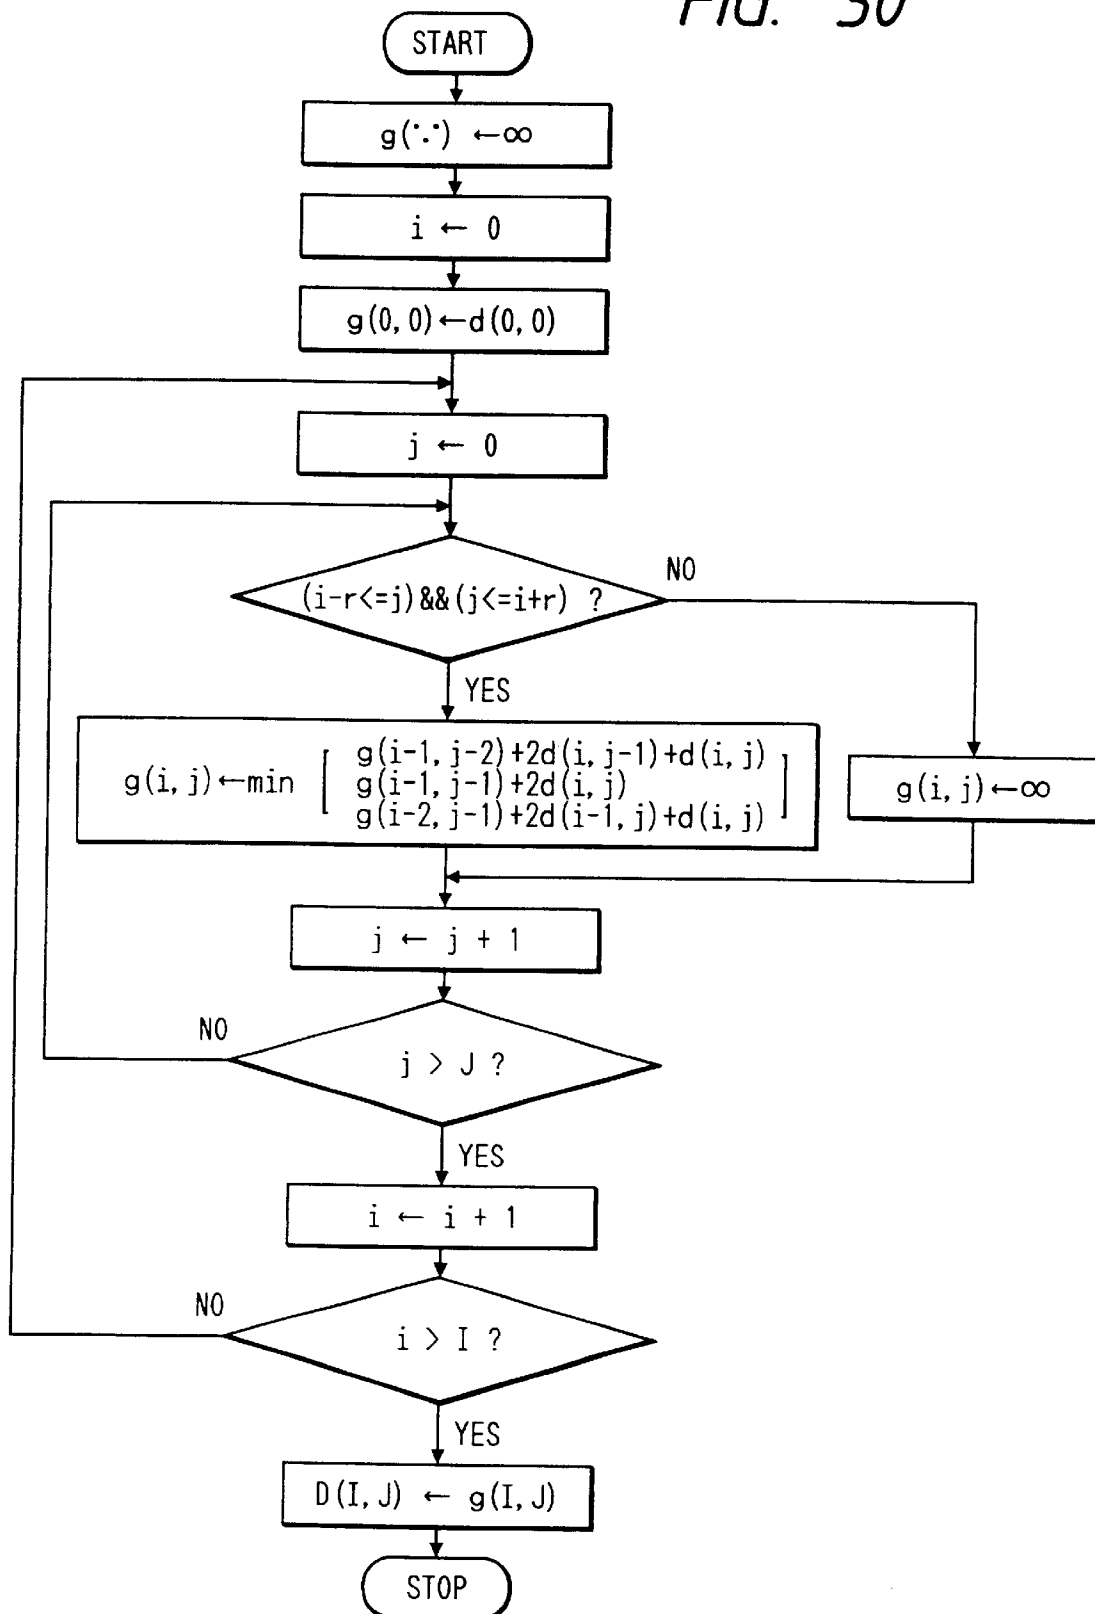 FIG. 30
START
g(·.·) ←∞
i ← 0
g(0,0)←d(0,0)
j ← 0
(i-r<=j)&&(j<=i+r) ?
NO
YES
g(i,j)←min [ g(i-1,j-2)+2d(i,j-1)+d(i,j)
g(i-1,j-1)+2d(i,j)
g(i-2,j-1)+2d(i-1,j)+d(i,j) ]
g(i,j)←∞
j ← j + 1
NO
j > J ?
YES
i ← i + 1
NO
i > I ?
YES
D(I,J) ← g(I,J)
STOP